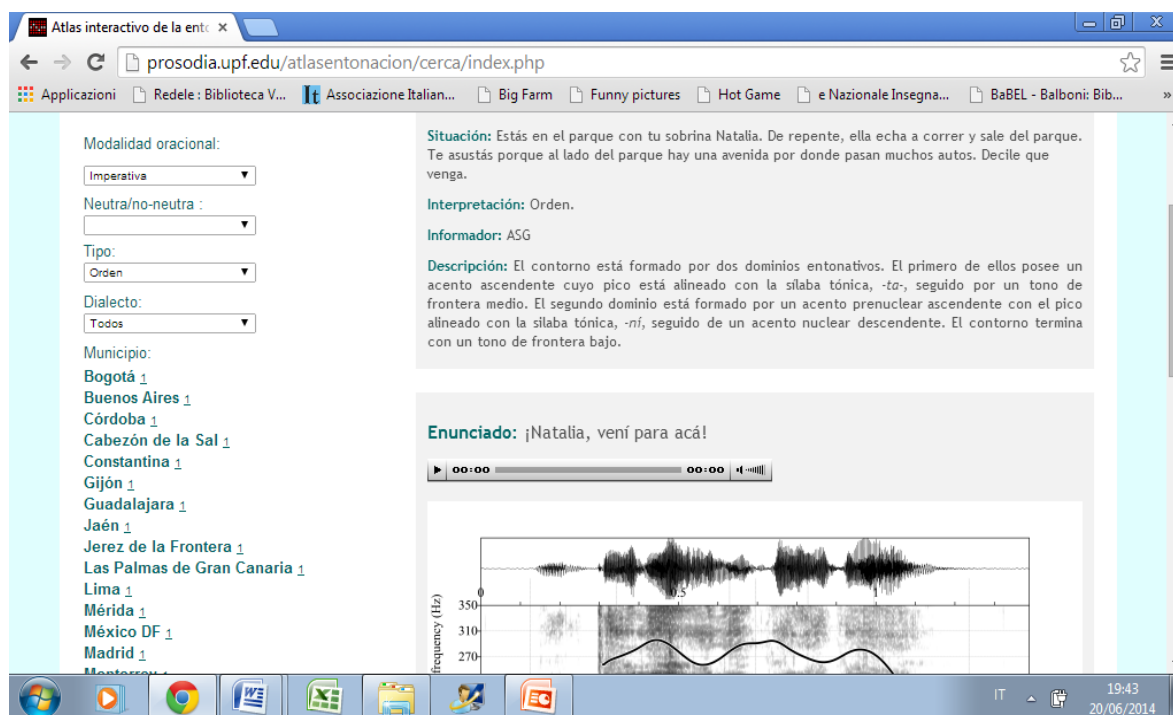 Atlas interactivo de la ento
prosodia.upf.edu/atlasentonacion/cerca/index.php
Applicazioni Redele : Biblioteca V... It Associazione Italian... Big Farm Funny pictures Hot Game e Nazionale Insegna... BaBEL - Balboni: Bib... »
Modalidad oracional:
Imperativa
Neutra/no-neutra :
Tipo:
Orden
Dialecto:
Todos
Municipio:
Bogotá 1
Buenos Aires 1
Córdoba 1
Cabezón de la Sal 1
Constantina 1
Gijón 1
Guadalajara 1
Jaén 1
Jerez de la Frontera 1
Las Palmas de Gran Canaria 1
Lima 1
Mérida 1
México DF 1
Madrid 1
Monterrey 1
Situación: Estás en el parque con tu sobrina Natalia. De repente, ella echa a correr y sale del parque.
Te asustás porque al lado del parque hay una avenida por donde pasan muchos autos. Decile que
venga.
Interpretación: Orden.
Informador: ASG
Descripción: El contorno está formado por dos dominios entonativos. El primero de ellos posee un
acento ascendente cuyo pico está alineado con la sílaba tónica, -ta-, seguido por un tono de
frontera medio. El segundo dominio está formado por un acento prenuclear ascendente con el pico
alineado con la silaba tónica, -ní, seguido de un acento nuclear descendente. El contorno termina
con un tono de frontera bajo.
Enunciado: ¡Natalia, vení para acá!
00:00 00:00
0 0.5 1
350
310
270
frequency (Hz)
IT
19:43
20/06/2014